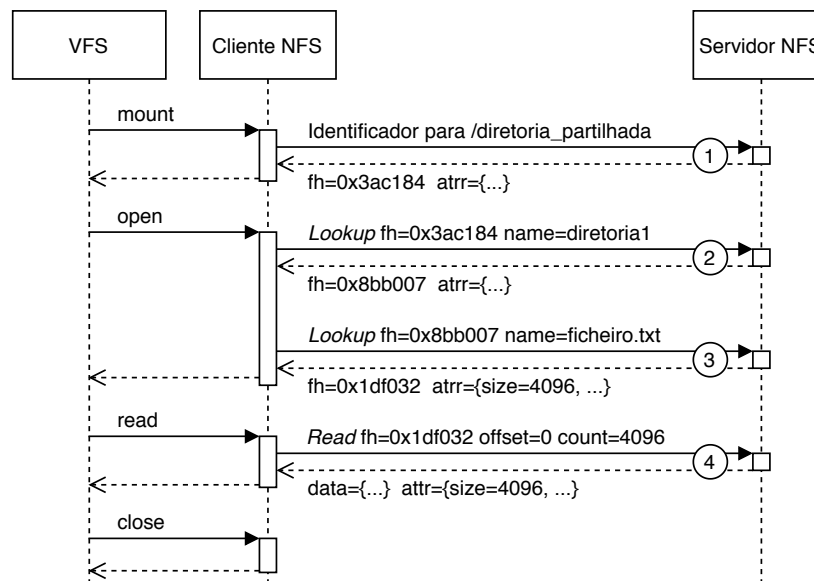 VFS
Cliente NFS
Servidor NFS
mount
Identificador para /diretoria_partilhada
1
fh=0x3ac184 atrr={...}
open
Lookup fh=0x3ac184 name=diretoria1
2
fh=0x8bb007 atrr={...}
Lookup fh=0x8bb007 name=ficheiro.txt
3
fh=0x1df032 atrr={size=4096, ...}
read
Read fh=0x1df032 offset=0 count=4096
4
data={...} attr={size=4096, ...}
close